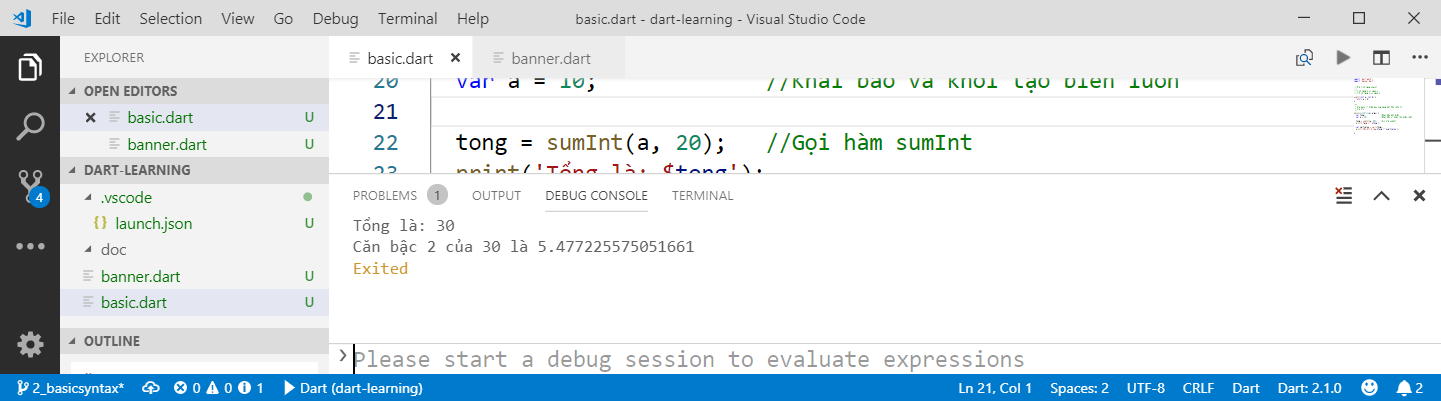 File Edit Selection View Go Debug Terminal Help basic.dart - dart-learning - Visual Studio Code
EXPLORER
OPEN EDITORS
basic.dart U
banner.dart U
DART-LEARNING
.vscode
{} launch.json U
doc
banner.dart U
basic.dart U
OUTLINE
4
basic.dart banner.dart
20 var a = 10; //Khai báo và khởi tạo biến luôn
21
22 tong = sumInt(a, 20); //Gọi hàm sumInt
23 print('Tổng là: $tong');
PROBLEMS 1 OUTPUT DEBUG CONSOLE TERMINAL
Tổng là: 30
Căn bậc 2 của 30 là 5.477225575051661
Exited
Please start a debug session to evaluate expressions
2_basicsyntax* 0 0 1 Dart (dart-learning) Ln 21, Col 1 Spaces: 2 UTF-8 CRLF Dart Dart: 2.1.0 2